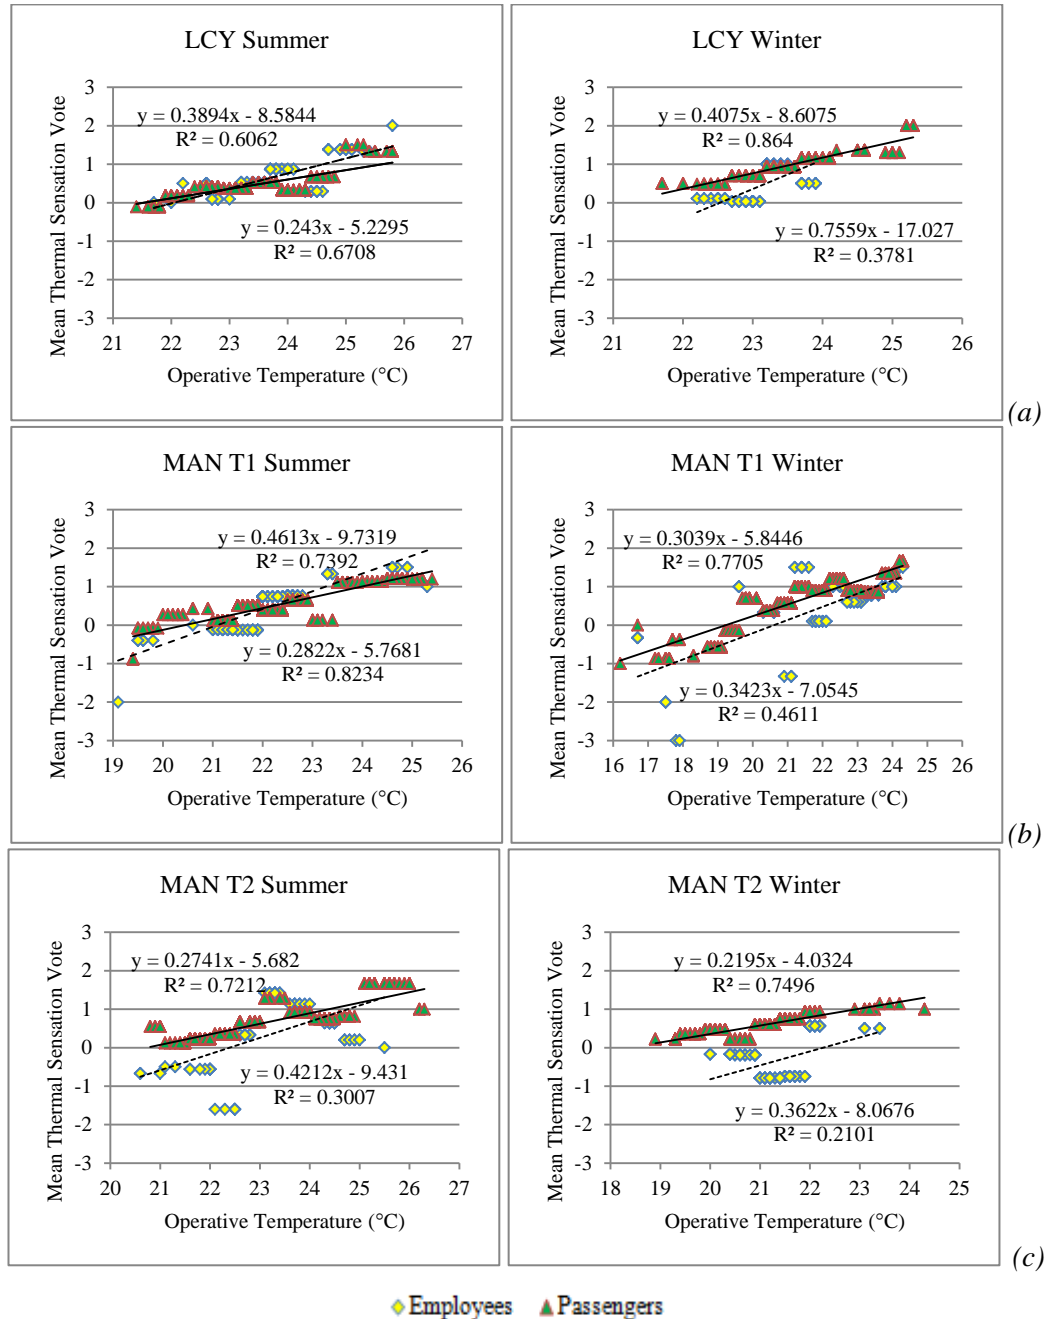 LCY Summer
3
2
1
0
-1
-2
-3
21 22 23 24 25 26 27
Mean Thermal Sensation Vote
Operative Temperature (°C)
y = 0.3894x - 8.5844
R² = 0.6062
y = 0.243x - 5.2295
R² = 0.6708
LCY Winter
3
2
1
0
-1
-2
-3
21 22 23 24 25 26
Mean Thermal Sensation Vote
Operative Temperature (°C)
y = 0.4075x - 8.6075
R² = 0.864
y = 0.7559x - 17.027
R² = 0.3781
(a)
MAN T1 Summer
3
2
1
0
-1
-2
-3
19 20 21 22 23 24 25 26
Mean Thermal Sensation Vote
Operative Temperature (°C)
y = 0.4613x - 9.7319
R² = 0.7392
y = 0.2822x - 5.7681
R² = 0.8234
MAN T1 Winter
3
2
1
0
-1
-2
-3
16 17 18 19 20 21 22 23 24 25 26
Mean Thermal Sensation Vote
Operative Temperature (°C)
y = 0.3039x - 5.8446
R² = 0.7705
y = 0.3423x - 7.0545
R² = 0.4611
(b)
MAN T2 Summer
3
2
1
0
-1
-2
-3
20 21 22 23 24 25 26 27
Mean Thermal Sensation Vote
Operative Temperature (°C)
y = 0.2741x - 5.682
R² = 0.7212
y = 0.4212x - 9.431
R² = 0.3007
MAN T2 Winter
3
2
1
0
-1
-2
-3
18 19 20 21 22 23 24 25
Mean Thermal Sensation Vote
Operative Temperature (°C)
y = 0.2195x - 4.0324
R² = 0.7496
y = 0.3622x - 8.0676
R² = 0.2101
(c)
Employees Passengers